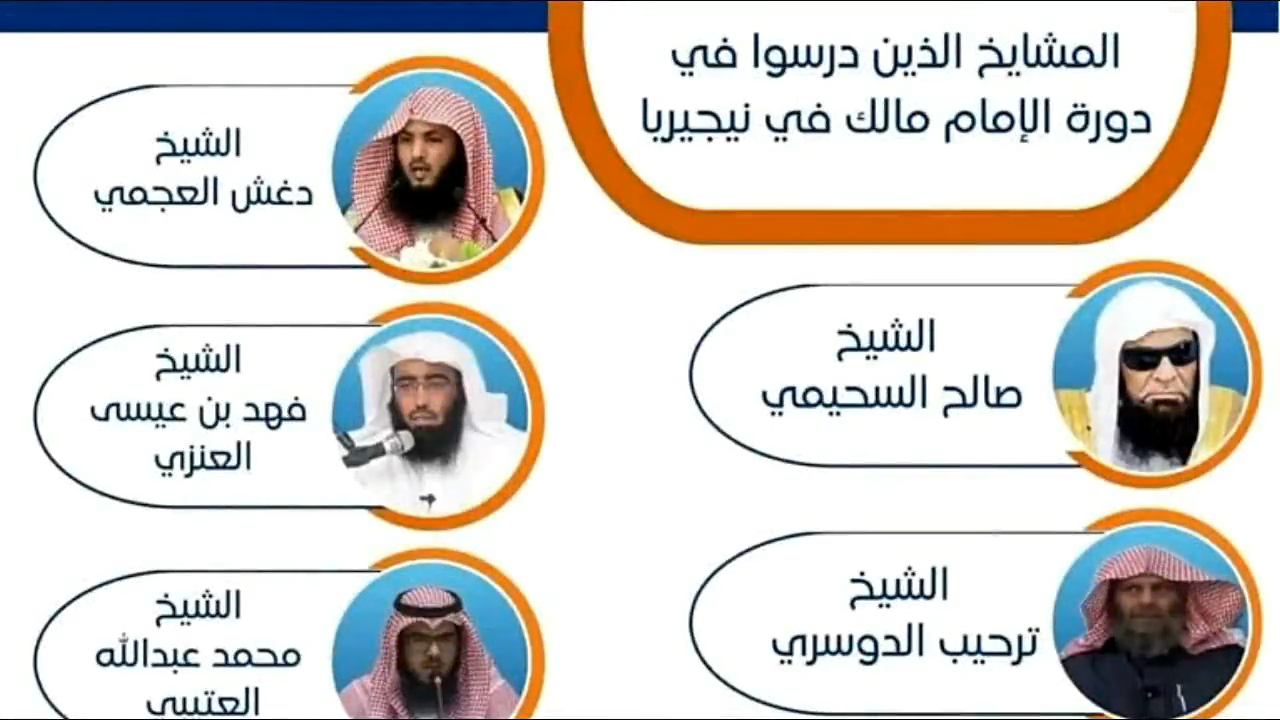 المشايخ الذين درسوا في
دورة الإمام مالك في نيجيريا
الشيخ
صالح السحيمي
الشيخ
ترحيب الدوسري
الشيخ
دغش العجمي
الشيخ
فهد بن عيسى
العنزي
الشيخ
محمد عبدالله
العتيبي